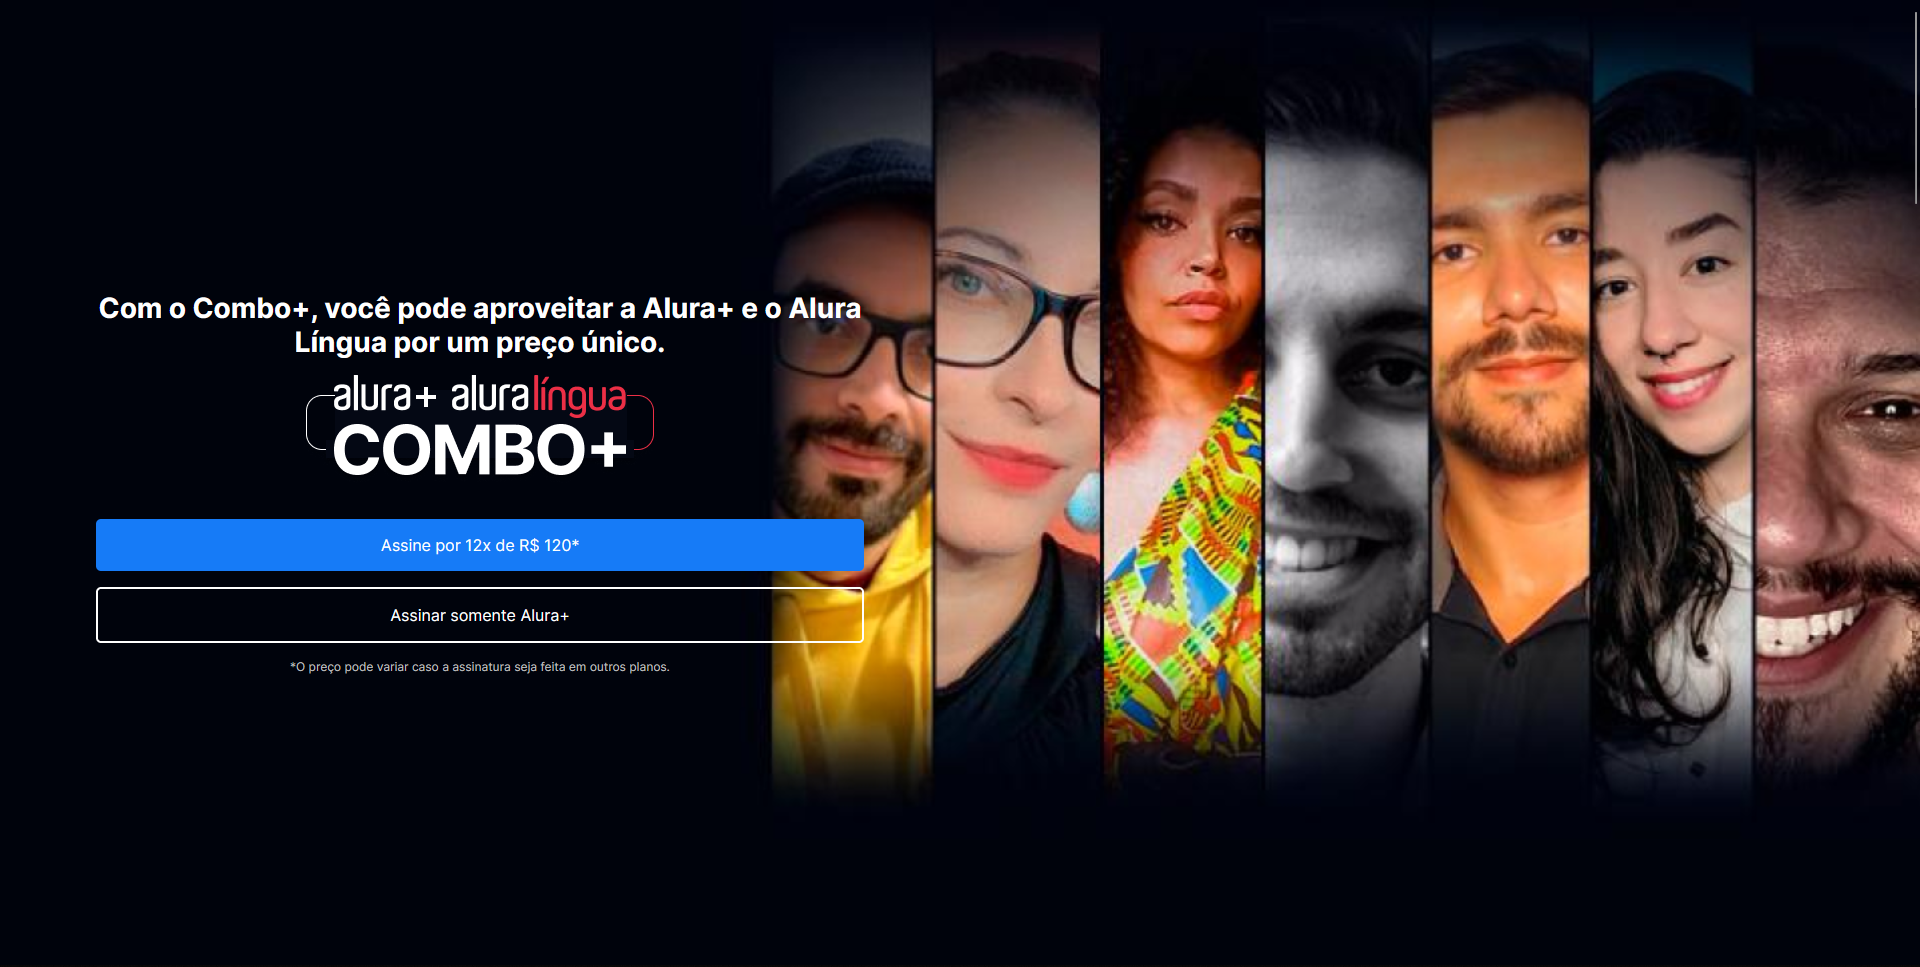 Com o Combo+, você pode aproveitar a Alura+ e o Alura
Língua por um preço único.
alura+ aluralíngua
COMBO+
Assine por 12x de R$ 120*
Assinar somente Alura+
*O preço pode variar caso a assinatura seja feita em outros planos.